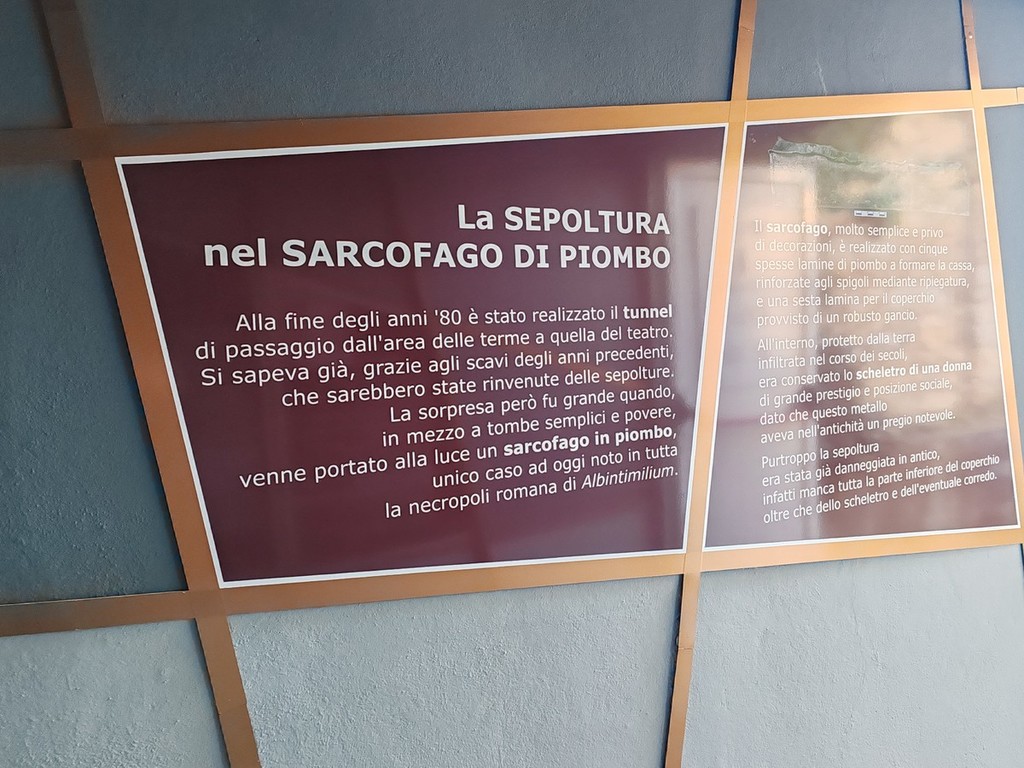 La SEPOLTURA
nel SARCOFAGO DI PIOMBO
Alla fine degli anni '80 è stato realizzato il tunnel
di passaggio dall'area delle terme a quella del teatro.
Si sapeva già, grazie agli scavi degli anni precedenti,
che sarebbero state rinvenute delle sepolture.
La sorpresa però fu grande quando,
in mezzo a tombe semplici e povere,
venne portato alla luce un sarcofago in piombo,
unico caso ad oggi noto in tutta
la necropoli romana di Albintimilium.
Il sarcofago, molto semplice e privo
di decorazioni, è realizzato con cinque
spesse lamine di piombo a formare la cassa,
rinforzate agli spigoli mediante ripiegatura,
e una sesta lamina per il coperchio
provvisto di un robusto gancio.
All'interno, protetto dalla terra
infiltrata nel corso dei secoli,
era conservato lo scheletro di una donna
di grande prestigio e posizione sociale,
dato che questo metallo
aveva nell'antichità un pregio notevole.
Purtroppo la sepoltura
era stata già danneggiata in antico,
infatti manca tutta la parte inferiore del coperchio
oltre che dello scheletro e dell'eventuale corredo.